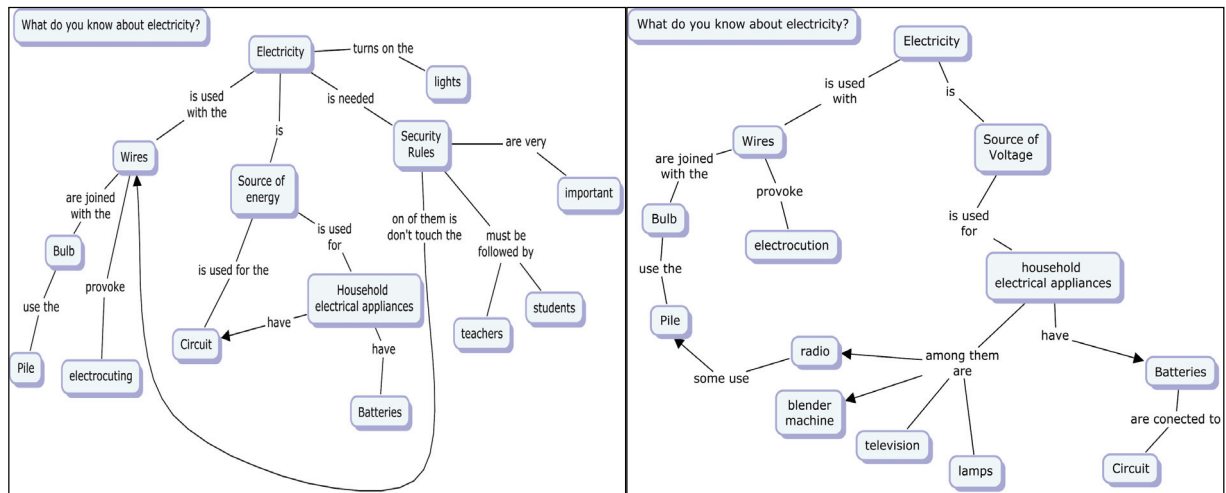 What do you know about electricity?
Electricity
turns on the
lights
is used
with the
is
is needed
Wires
Security
Rules
are very
important
are joined
with the
Source of
energy
on of them is
don't touch the
must be
followed by
Bulb
provoke
is used
for
is used for the
use the
Household
electrical appliances
students
teachers
have
Circuit
have
Pile
electrocuting
Batteries
What do you know about electricity?
Electricity
is used
with
is
Wires
Source of
Voltage
are joined
with the
provoke
Bulb
is used
for
electrocution
use the
household
electrical appliances
Pile
have
radio
among them
are
some use
Batteries
blender
machine
are conected to
television
lamps
Circuit